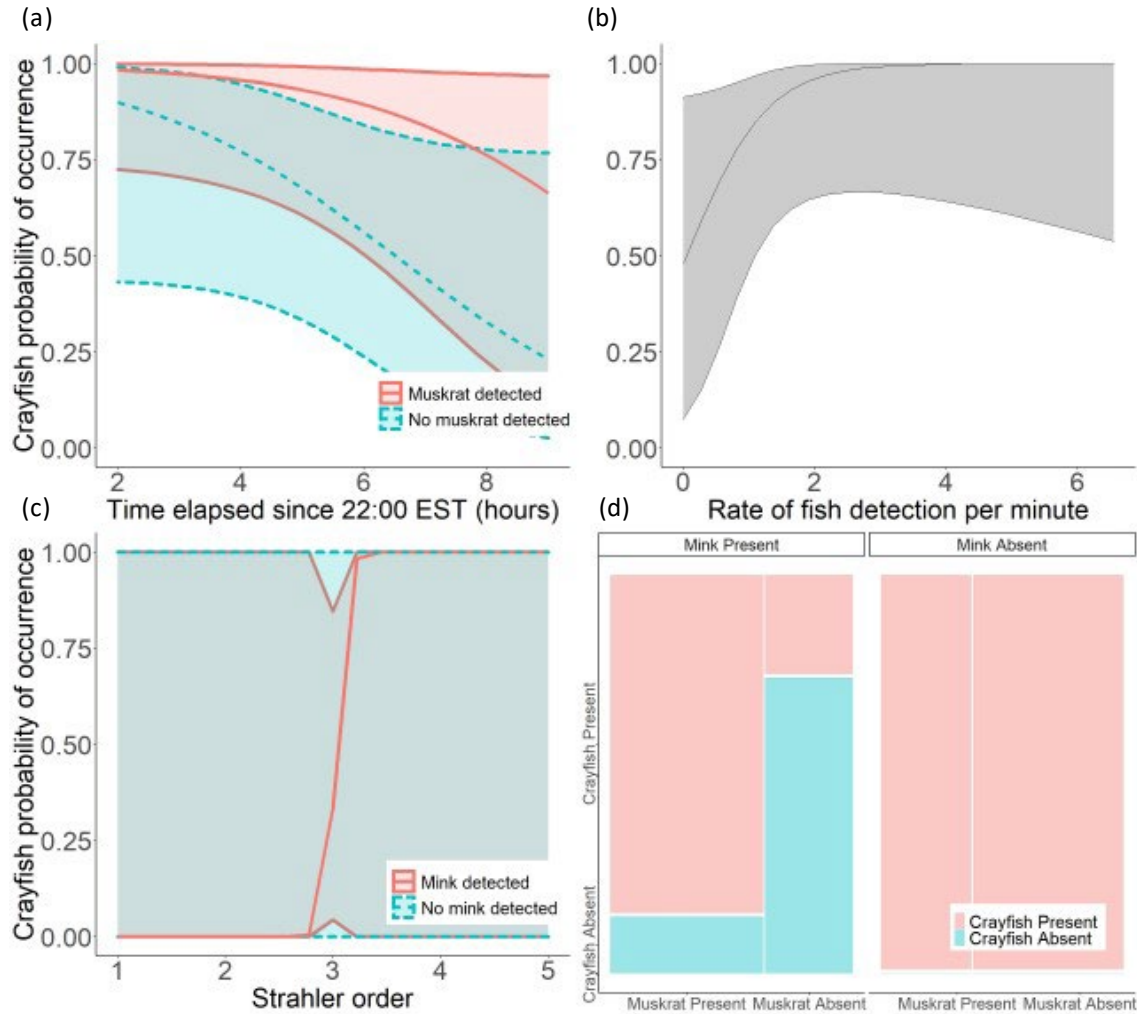 (a)
Crayfish probability of occurrence
1.00
0.75
0.50
0.25
0.00
Muskrat detected
No muskrat detected
2 4 6 8
Time elapsed since 22:00 EST (hours)
(b)
1.00
0.75
0.50
0.25
0.00
0 2 4 6
Rate of fish detection per minute
(c)
Crayfish probability of occurrence
1.00
0.75
0.50
0.25
0.00
Mink detected
No mink detected
1 2 3 4 5
Strahler order
(d)
Mink Present Mink Absent
Crayfish Present
Crayfish Absent
Crayfish Present
Crayfish Absent
Muskrat Present Muskrat Absent Muskrat Present Muskrat Absent